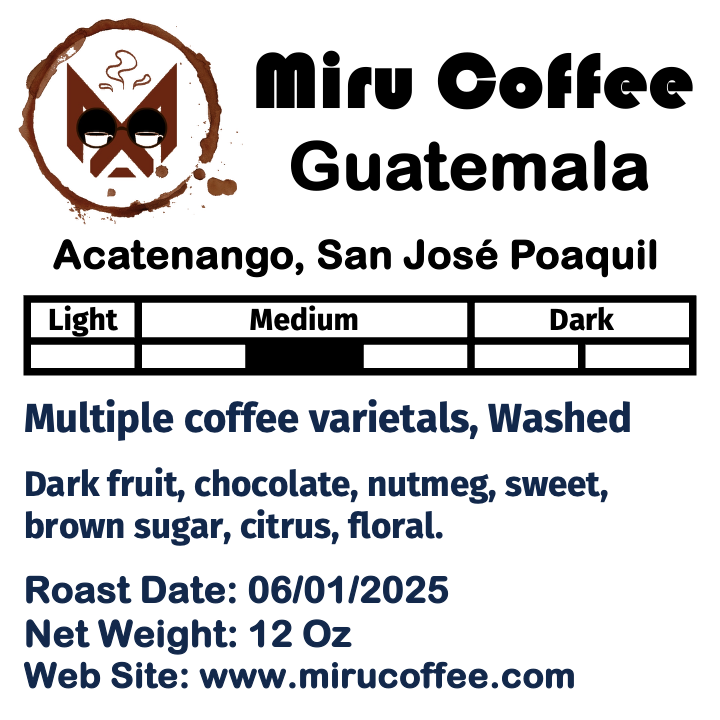 Miru Coffee
Guatemala
Acatenango, San José Poaquil
Light Medium Dark
Multiple coffee varietals, Washed
Dark fruit, chocolate, nutmeg, sweet,
brown sugar, citrus, floral.
Roast Date: 06/01/2025
Net Weight: 12 Oz
Web Site: www.mirucoffee.com